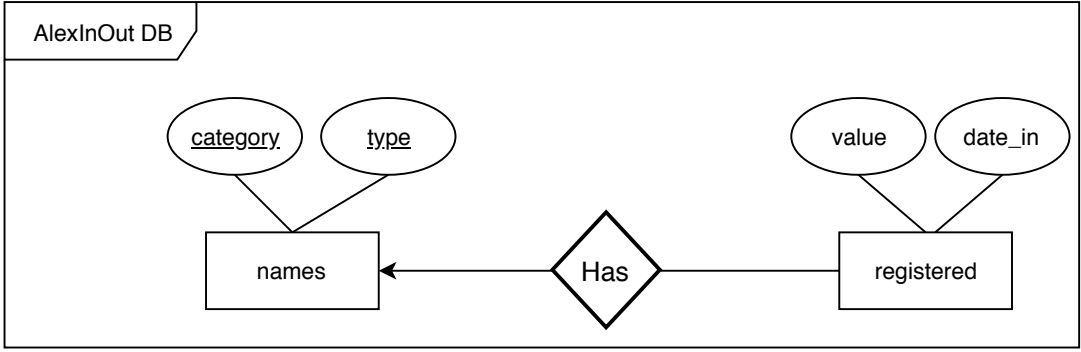 AlexInOut DB
category
type
value
date_in
names
Has
registered